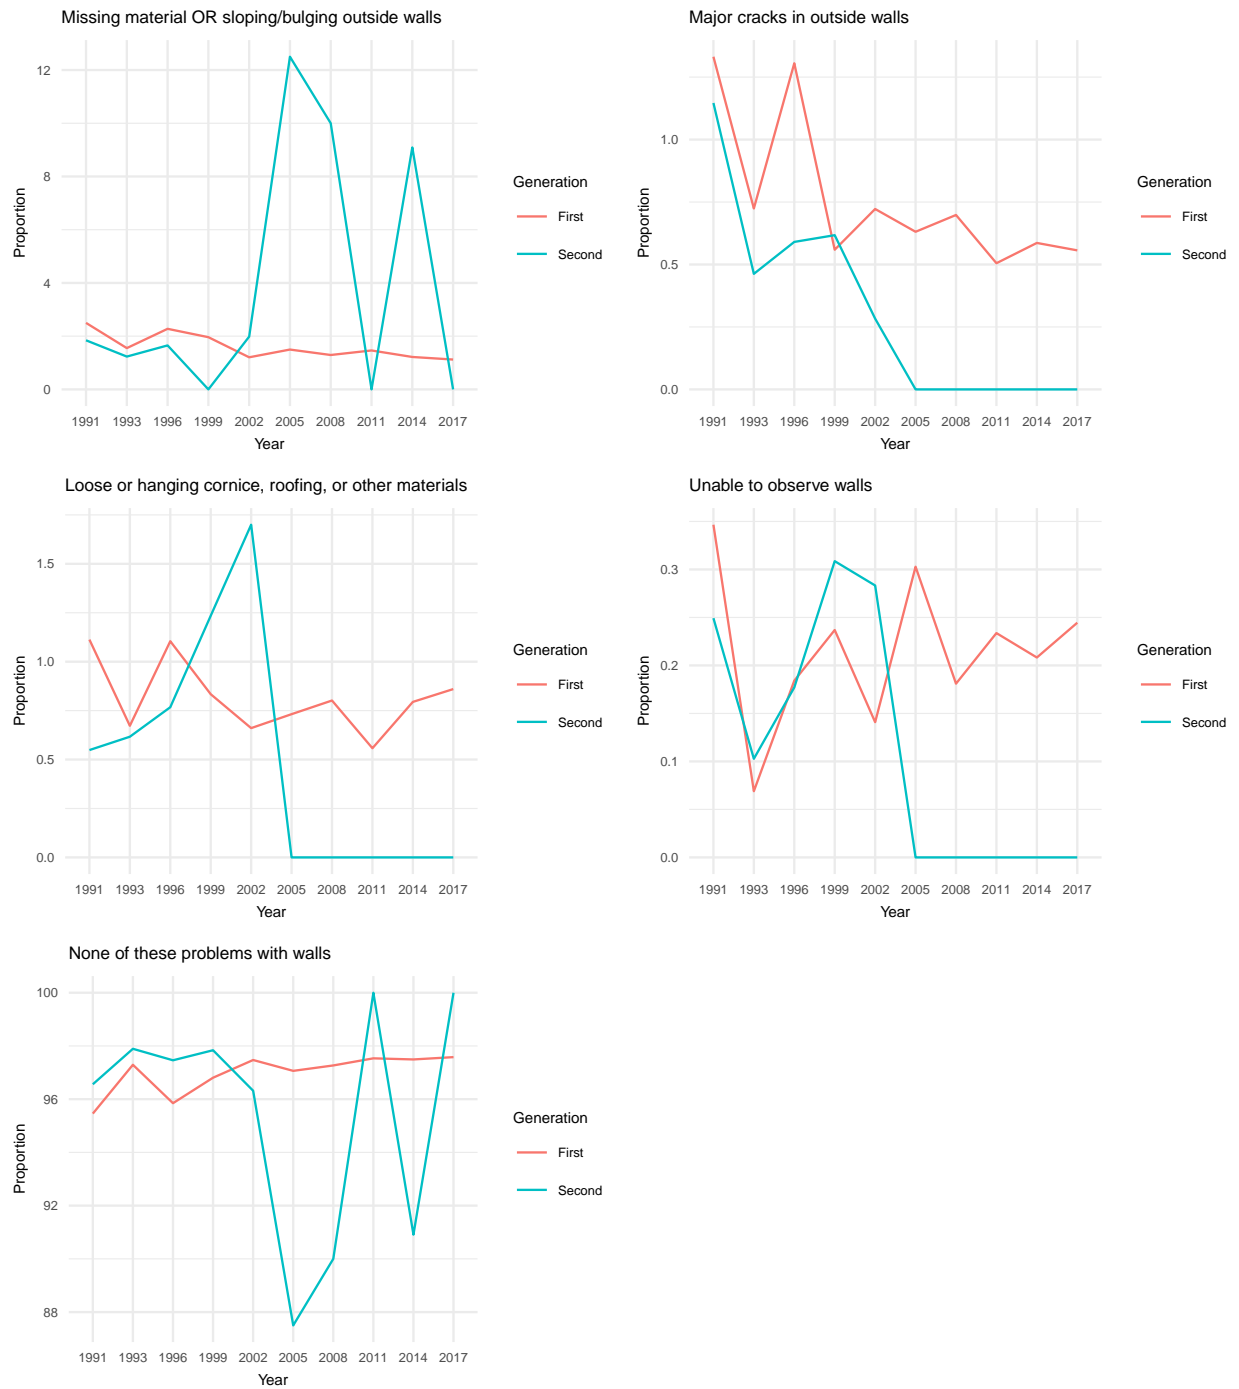 Missing material OR sloping/bulging outside walls
12
8
4
0
Proportion
1991 1993 1996 1999 2002 2005 2008 2011 2014 2017
Year
Generation
First
Second
Major cracks in outside walls
1.0
0.5
0.0
Proportion
1991 1993 1996 1999 2002 2005 2008 2011 2014 2017
Year
Generation
First
Second
Loose or hanging cornice, roofing, or other materials
1.5
1.0
0.5
0.0
Proportion
1991 1993 1996 1999 2002 2005 2008 2011 2014 2017
Year
Generation
First
Second
Unable to observe walls
0.3
0.2
0.1
0.0
Proportion
1991 1993 1996 1999 2002 2005 2008 2011 2014 2017
Year
Generation
First
Second
None of these problems with walls
100
96
92
88
Proportion
1991 1993 1996 1999 2002 2005 2008 2011 2014 2017
Year
Generation
First
Second